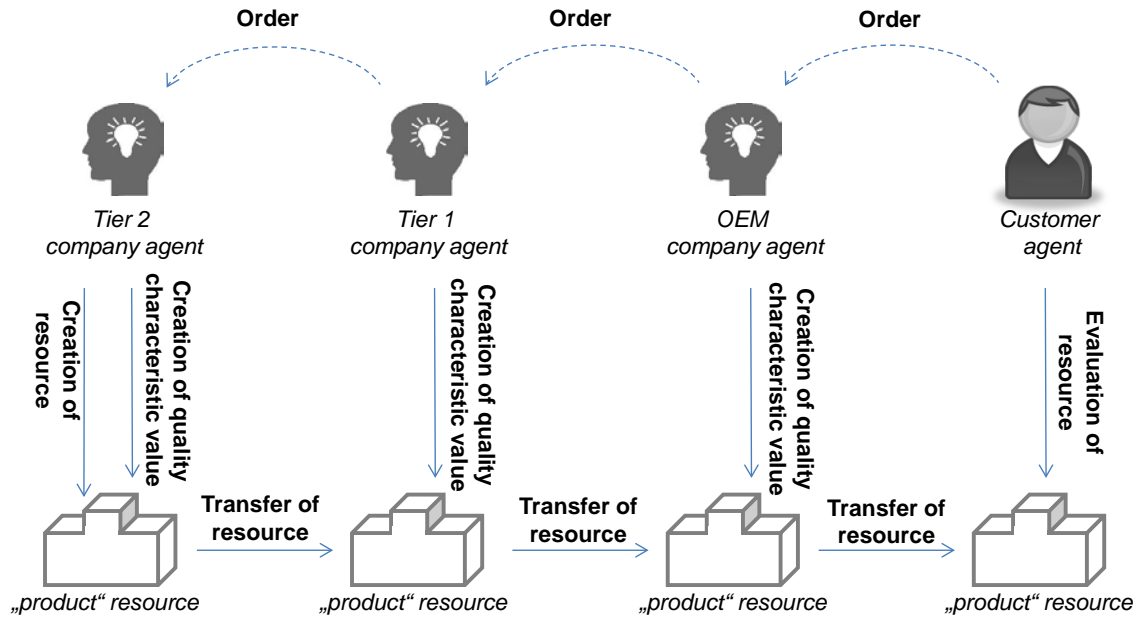 Order
Order
Order
Tier 2
company agent
Tier 1
company agent
OEM
company agent
Customer
agent
Creation of
resource
Creation of quality
characteristic value
Creation of quality
characteristic value
Creation of quality
characteristic value
Evaluation of
resource
Transfer of
resource
Transfer of
resource
Transfer of
resource
„product“ resource
„product“ resource
„product“ resource
„product“ resource